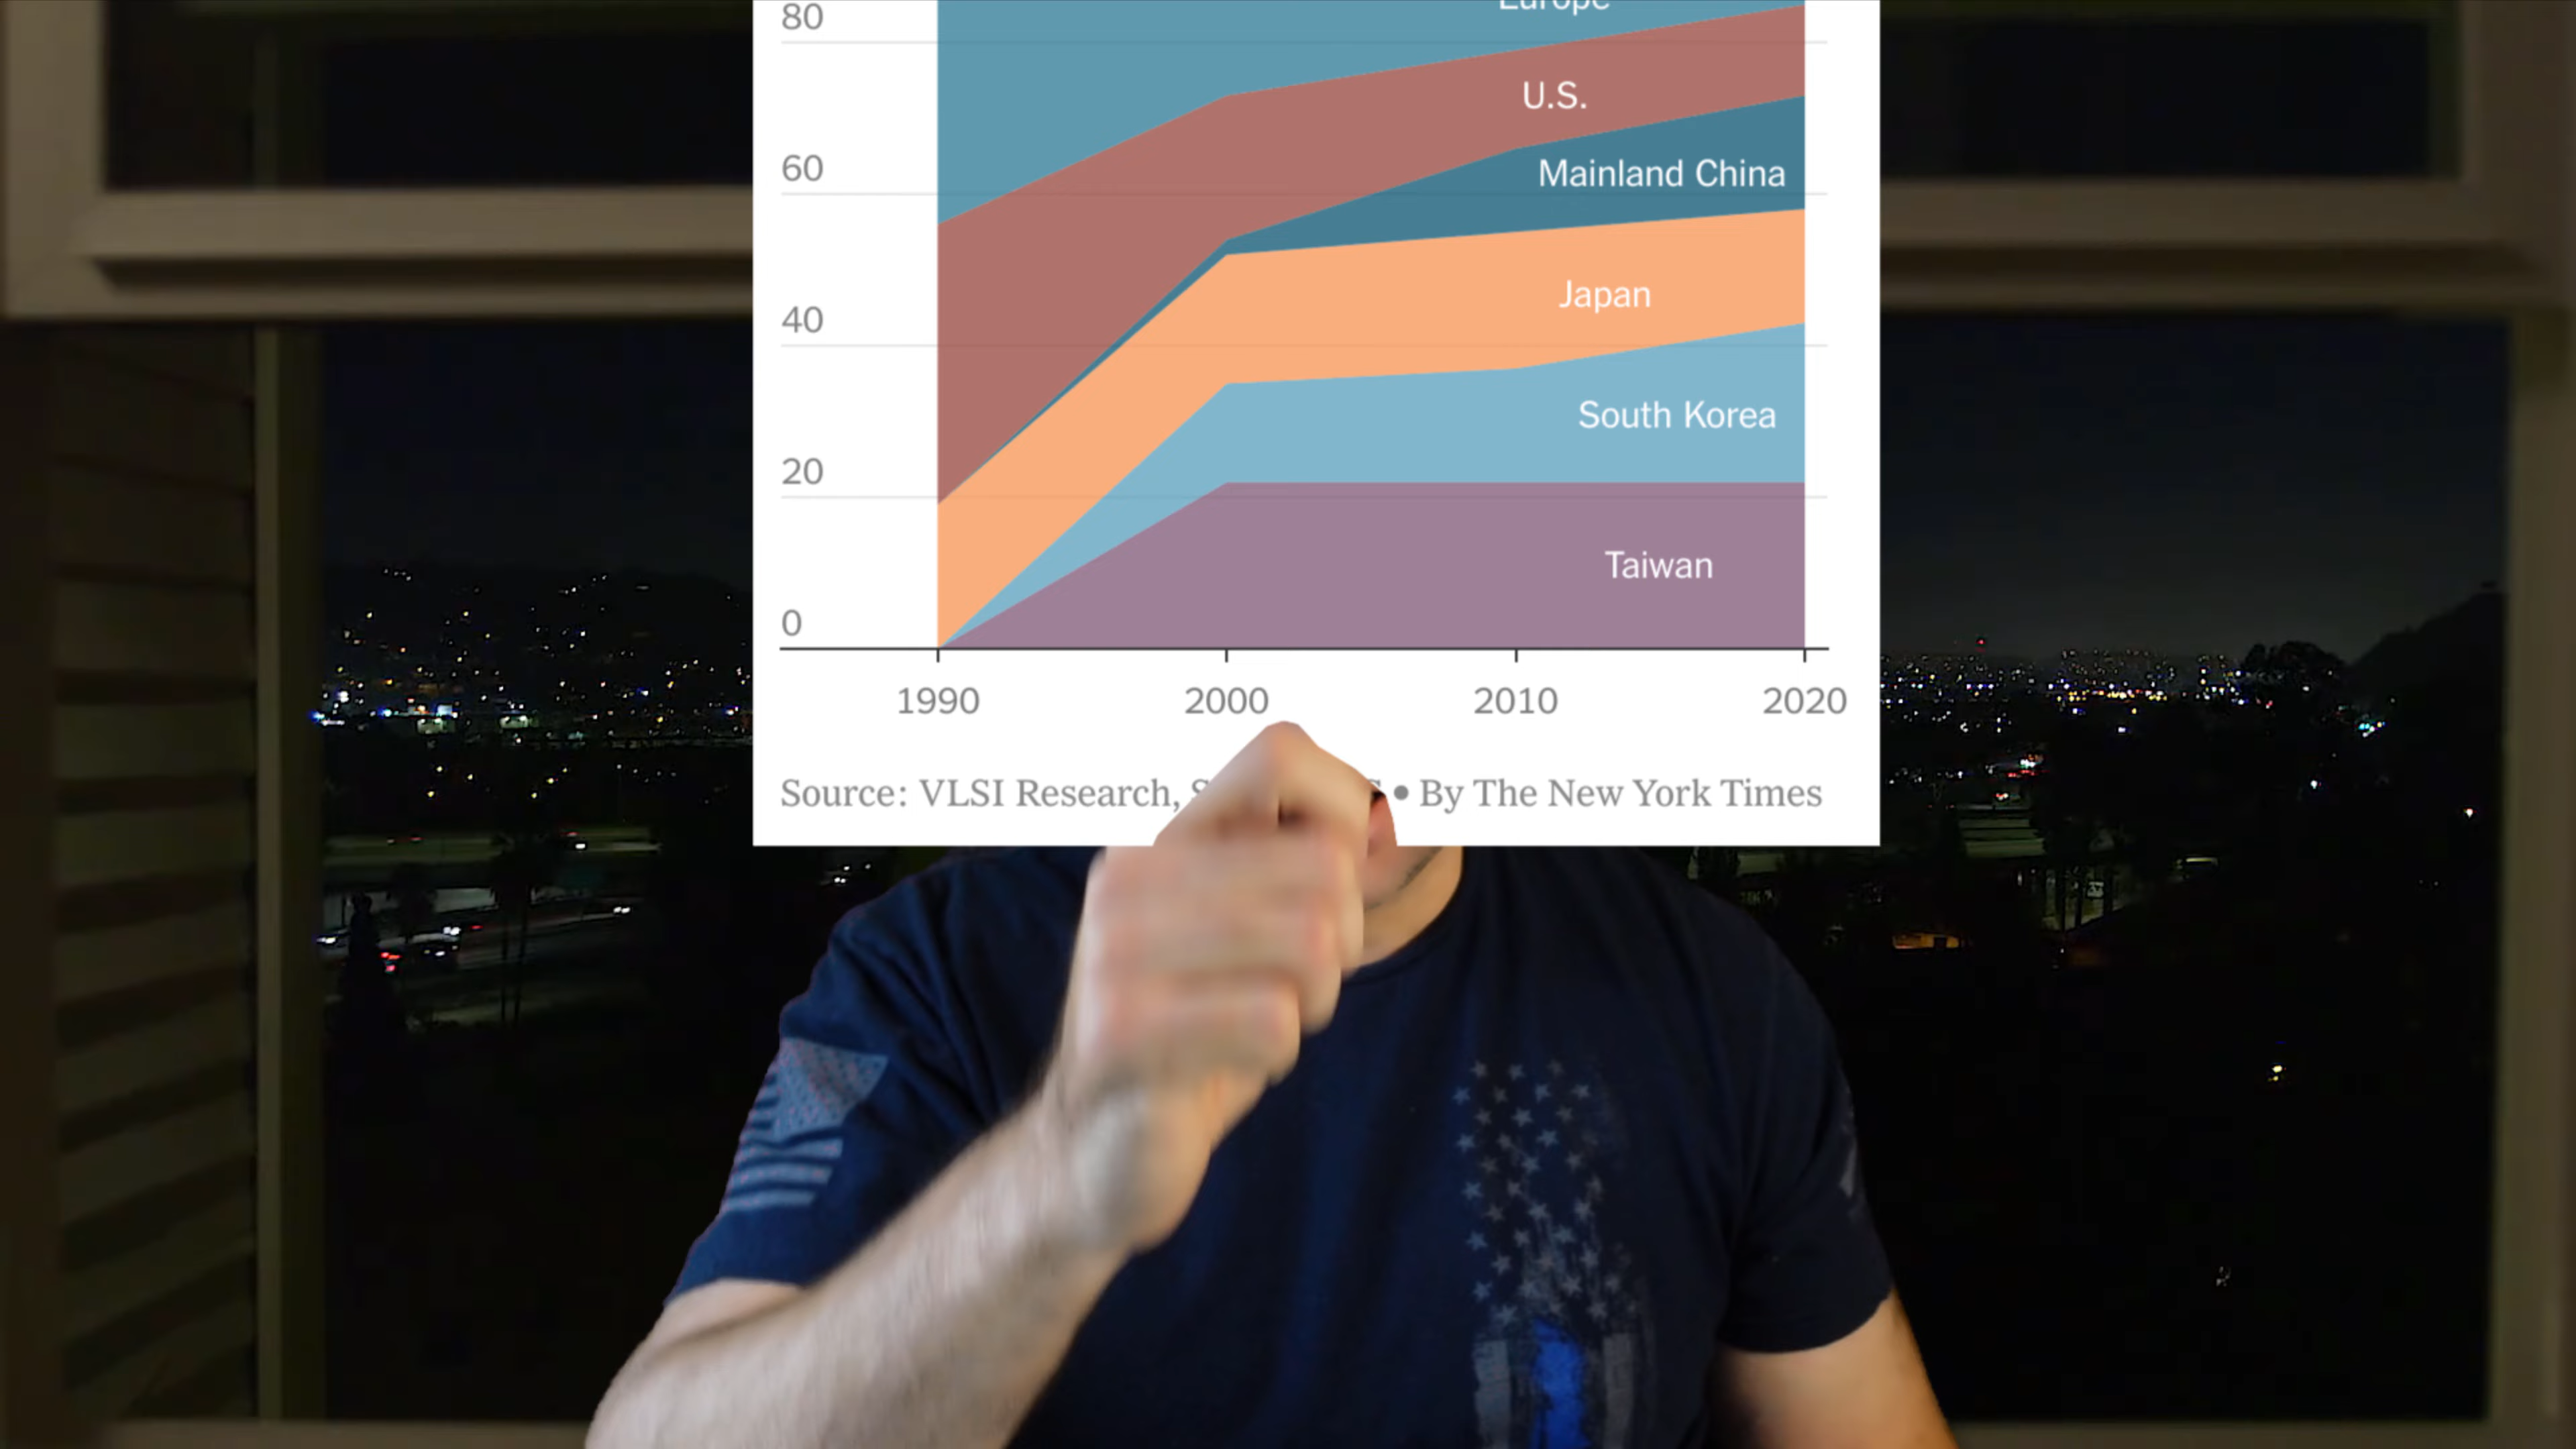 80
Europe
U.S.
60
Mainland China
Japan
40
South Korea
20
Taiwan
0
1990 2000 2010 2020
Source: VLSI Research, • By The New York Times